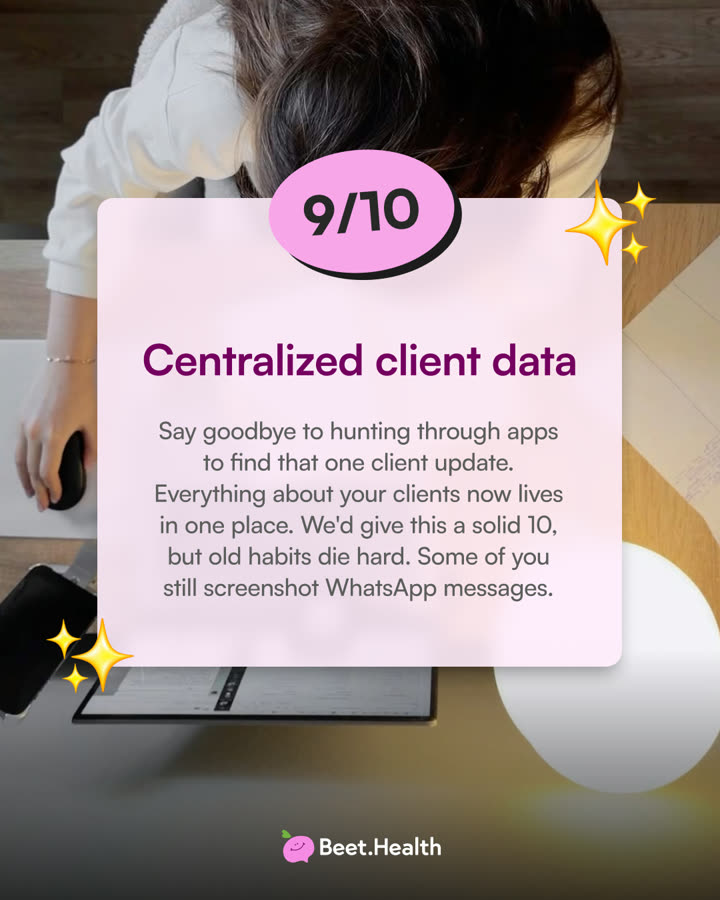 9/10
Centralized client data
Say goodbye to hunting through apps
to find that one client update.
Everything about your clients now lives
in one place. We'd give this a solid 10,
but old habits die hard. Some of you
still screenshot WhatsApp messages.
Beet.Health